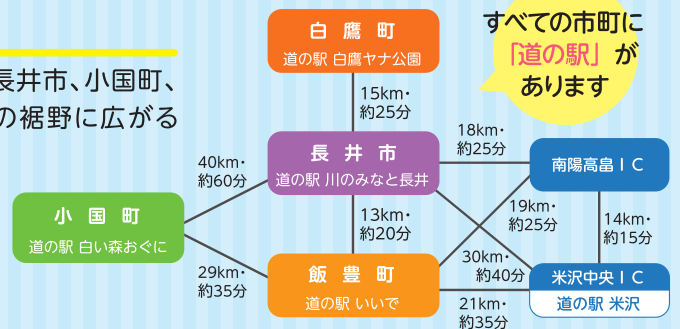 白鷹町
道の駅 白鷹ヤナ公園
すべての市町に
「道の駅」が
あります
長井市、小国町、
の裾野に広がる
15km・
約25分
長井市
道の駅 川のみなと長井
18km・
約25分
南陽高畠IC
40km・
約60分
小国町
道の駅 白い森おぐに
13km・
約20分
19km・
約25分
14km・
約15分
29km・
約35分
飯豊町
道の駅 いいで
30km・
約40分
21km・
約35分
米沢中央IC
道の駅 米沢